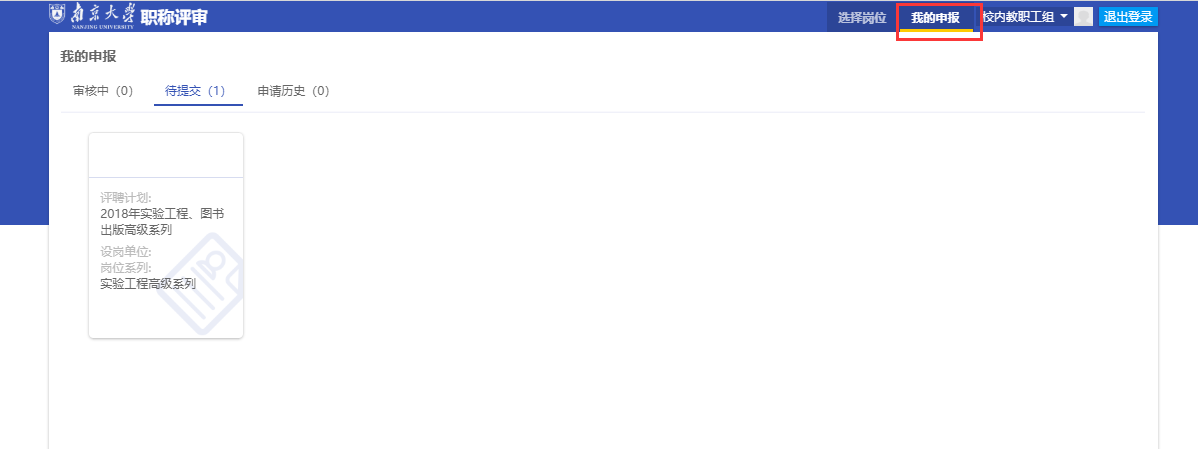 南京大学 职称评审
NANJING UNIVERSITY
选择岗位 我的申报 校内教职工组 退出登录
我的申报
审核中（0） 待提交（1） 申请历史（0）
评聘计划:
2018年实验工程、图书
出版高级系列
设岗单位:
岗位系列:
实验工程高级系列